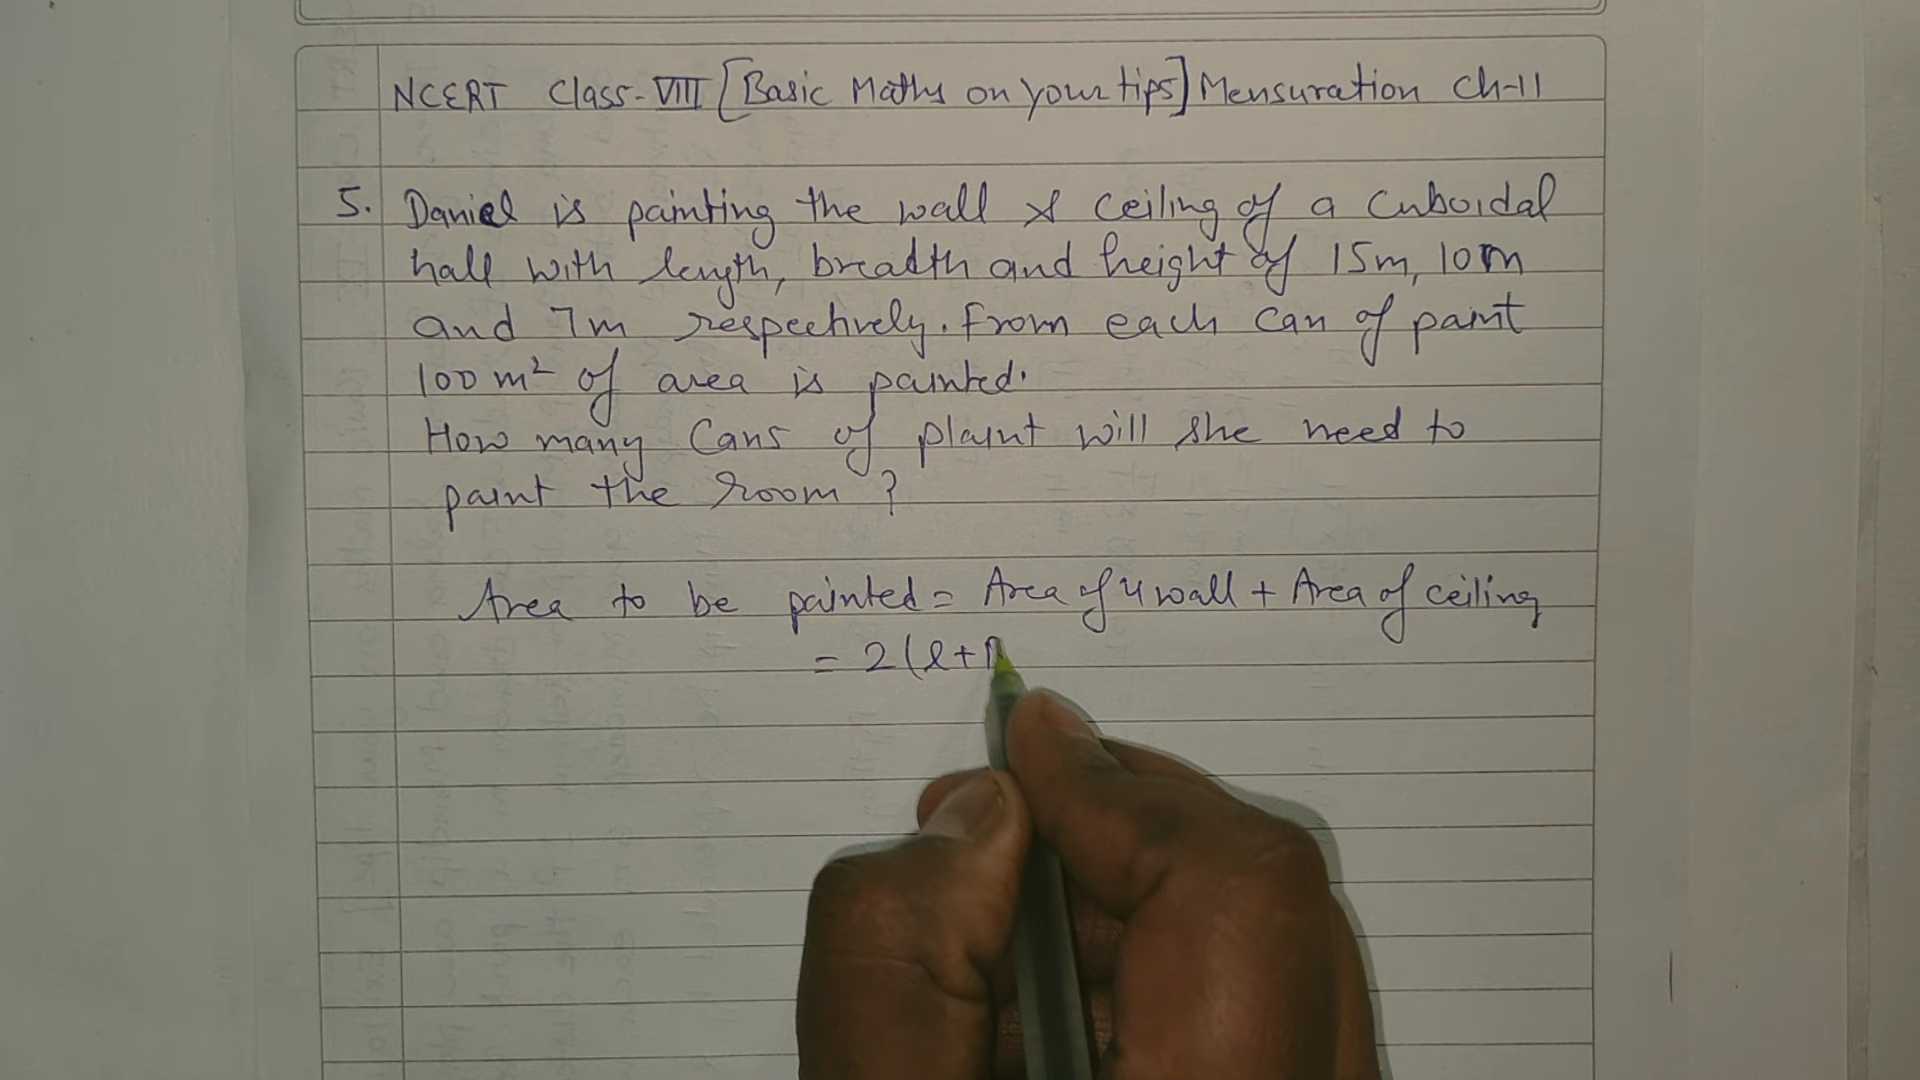 NCERT Class-VIII [Basic Maths on your tips] Mensuration Ch-11
5. Daniel is painting the wall & ceiling of a cuboidal
hall with length, breadth and height of 15m, 10m
and 7m respectively. From each can of paint
100 m² of area is painted.
How many Cans of plaint will she need to
paint the room ?
Area to be painted = Area of 4 wall + Area of ceiling
= 2(l+